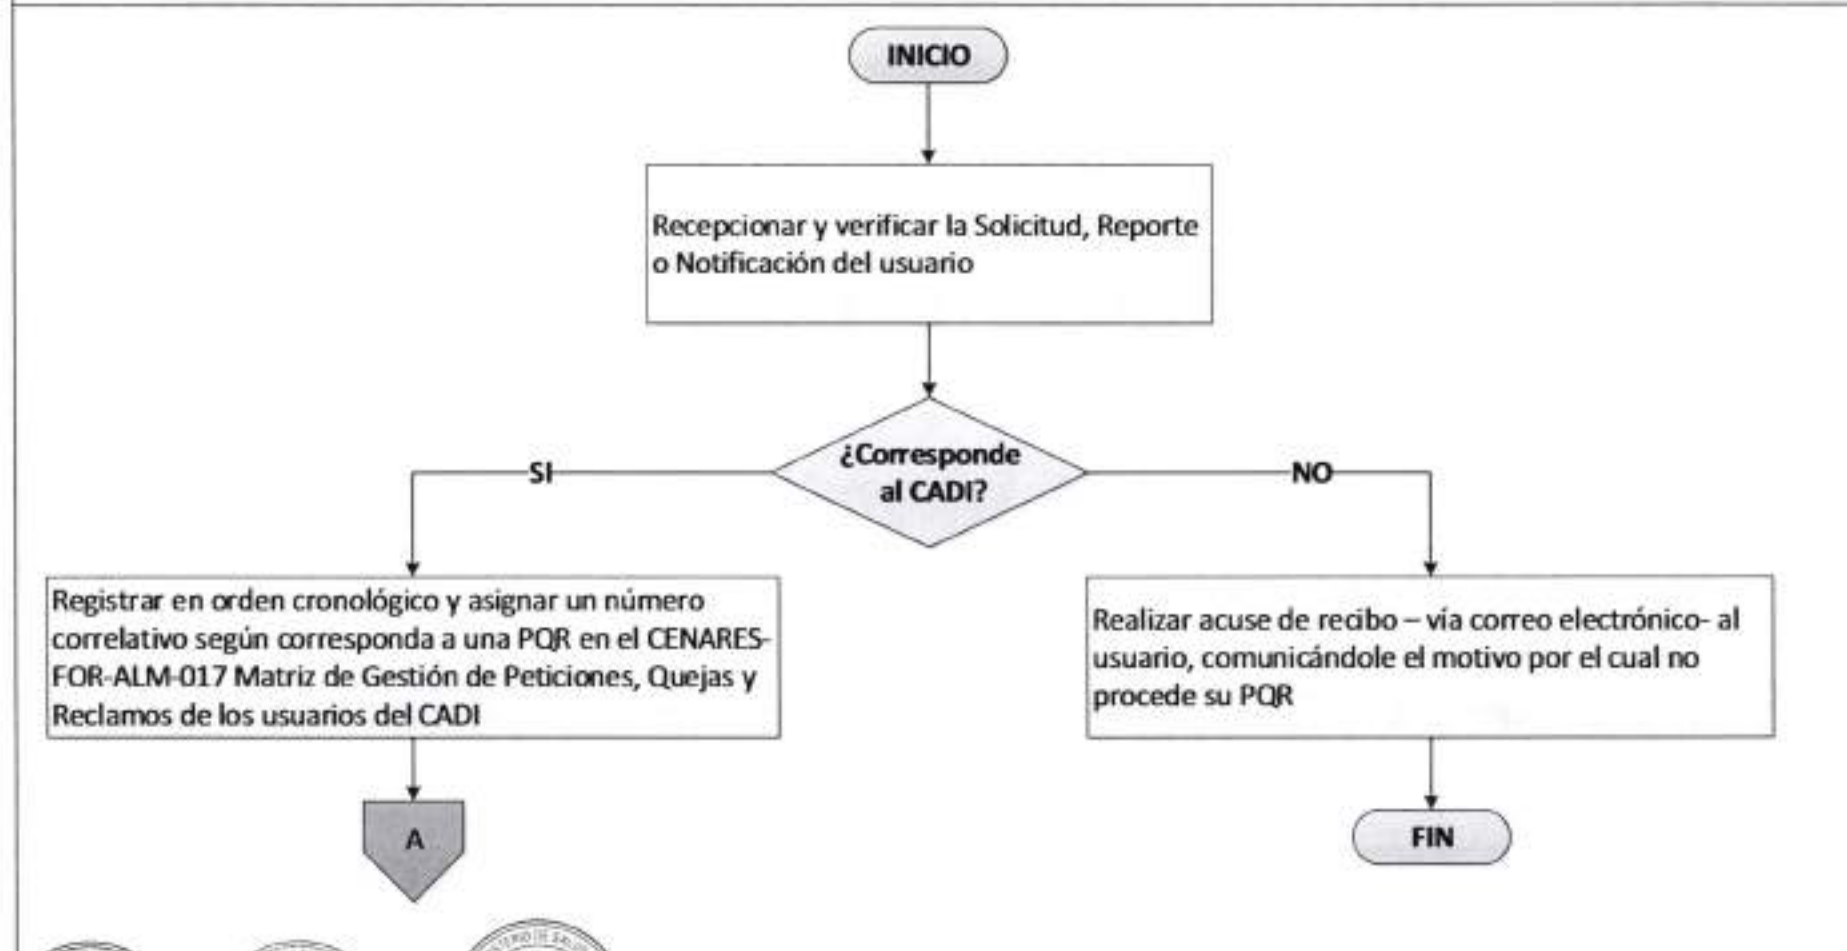 INICIO
Recepcionar y verificar la Solicitud, Reporte
o Notificación del usuario
¿Corresponde
al CADI?
SI
NO
Registrar en orden cronológico y asignar un número
correlativo según corresponda a una PQR en el CENARES-
FOR-ALM-017 Matriz de Gestión de Peticiones, Quejas y
Reclamos de los usuarios del CADI
Realizar acuse de recibo – vía correo electrónico- al
usuario, comunicándole el motivo por el cual no
procede su PQR
A
FIN